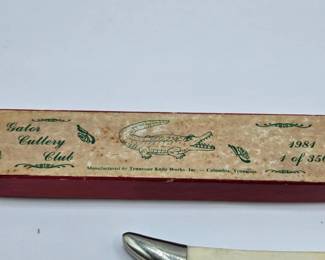 Gator
Cutlery
Club
1981
1 of 350
Manufactured by Tennessee Knife Works, Inc. — Columbia, Tennessee